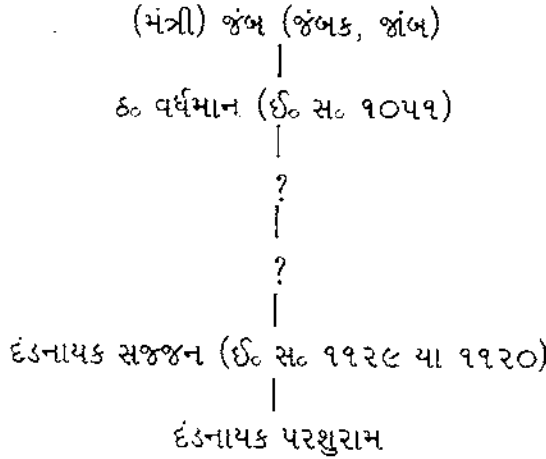 (મંત્રી) જંબ (જંબક, જાંબ)
ઠ૦ વર્ધમાન (ઈ૦ સ૦ ૧૦૫૧)
?
?
દંડનાયક સજ્જન (ઈ૦ સ૦ ૧૧૨૯ યા ૧૧૨૦)
દંડનાયક પરશુરામ